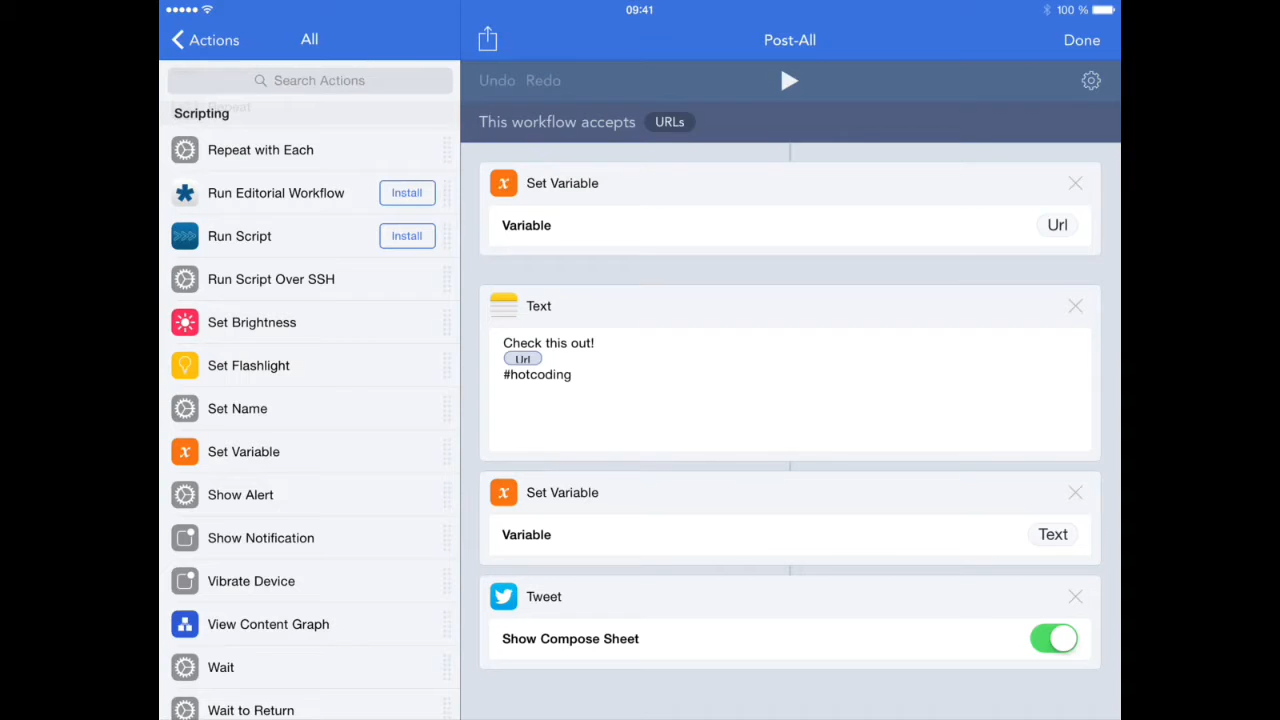 09:41
100 %
Actions
All
Post-All
Done
Search Actions
Undo Redo
Repeat
Scripting
This workflow accepts URLs
Repeat with Each
Run Editorial Workflow Install
Run Script Install
Run Script Over SSH
Set Brightness
Set Flashlight
Set Name
Set Variable
Show Alert
Show Notification
Vibrate Device
View Content Graph
Wait
Wait to Return
x Set Variable
Variable Url
Text
Check this out!
Url
#hotcoding
x Set Variable
Variable Text
Tweet
Show Compose Sheet